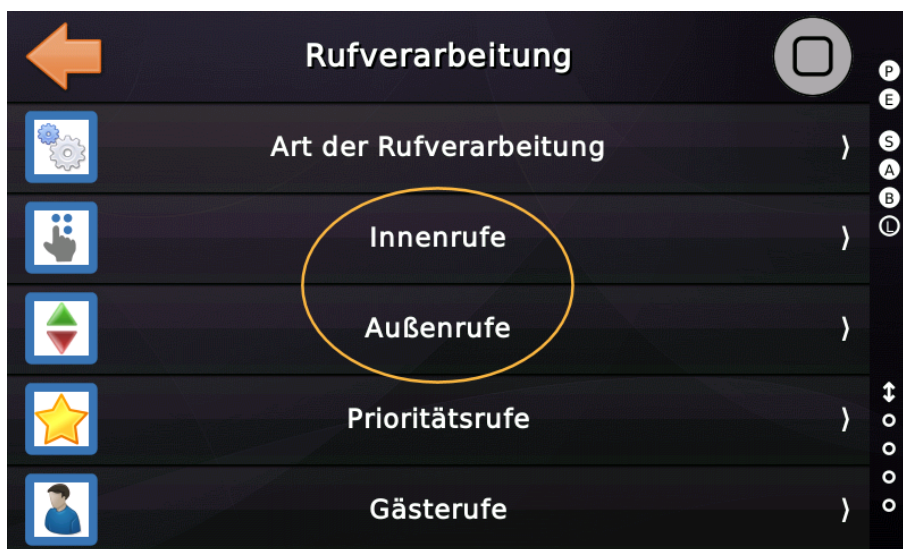 Rufverarbeitung
Art der Rufverarbeitung
Innenrufe
Außenrufe
Prioritätsrufe
Gästerufe
P
E
S
A
B
L